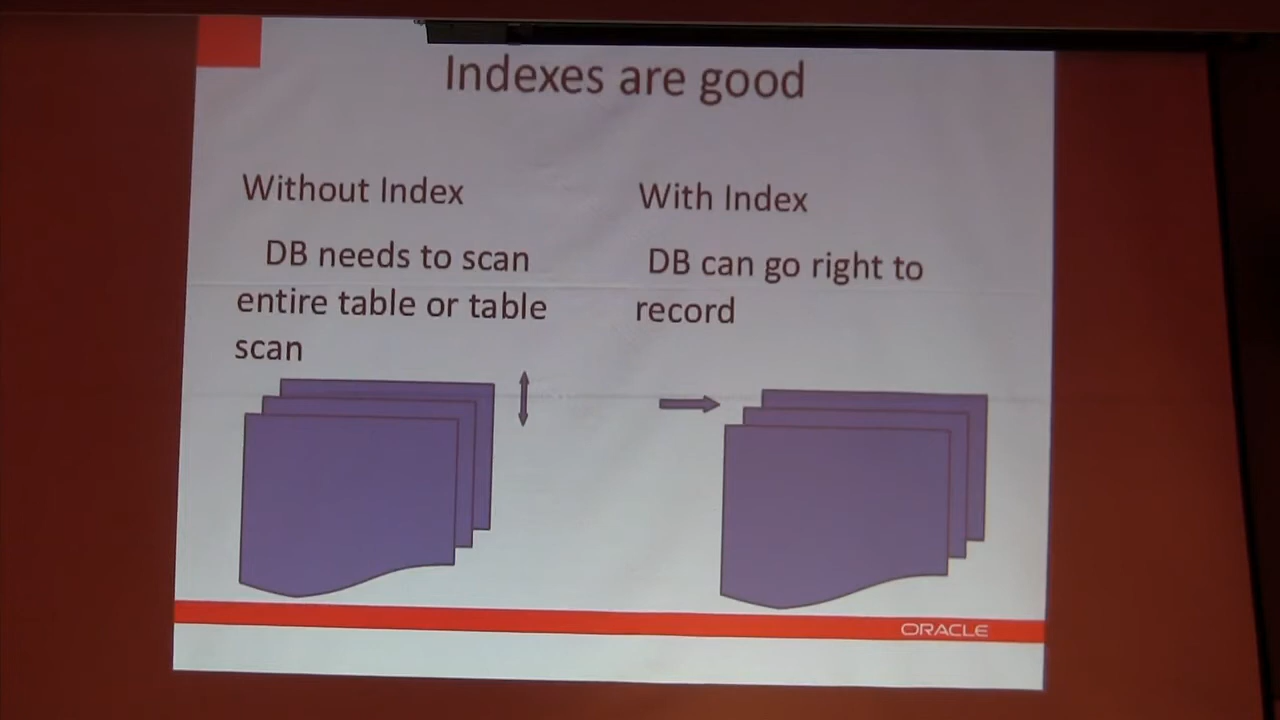 Indexes are good
Without Index
DB needs to scan
entire table or table
scan
With Index
DB can go right to
record
ORACLE